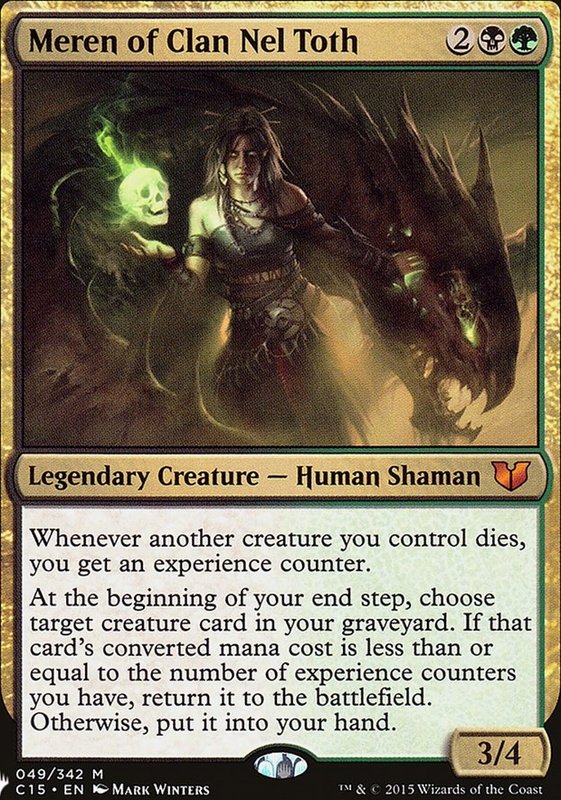 Meren of Clan Nel Toth 2
Legendary Creature — Human Shaman
Whenever another creature you control dies,
you get an experience counter.
At the beginning of your end step, choose
target creature card in your graveyard. If that
card's converted mana cost is less than or
equal to the number of experience counters
you have, return it to the battlefield.
Otherwise, put it into your hand.
3/4
049/342 M
C15 • EN Mark Winters
™ & © 2015 Wizards of the Coast